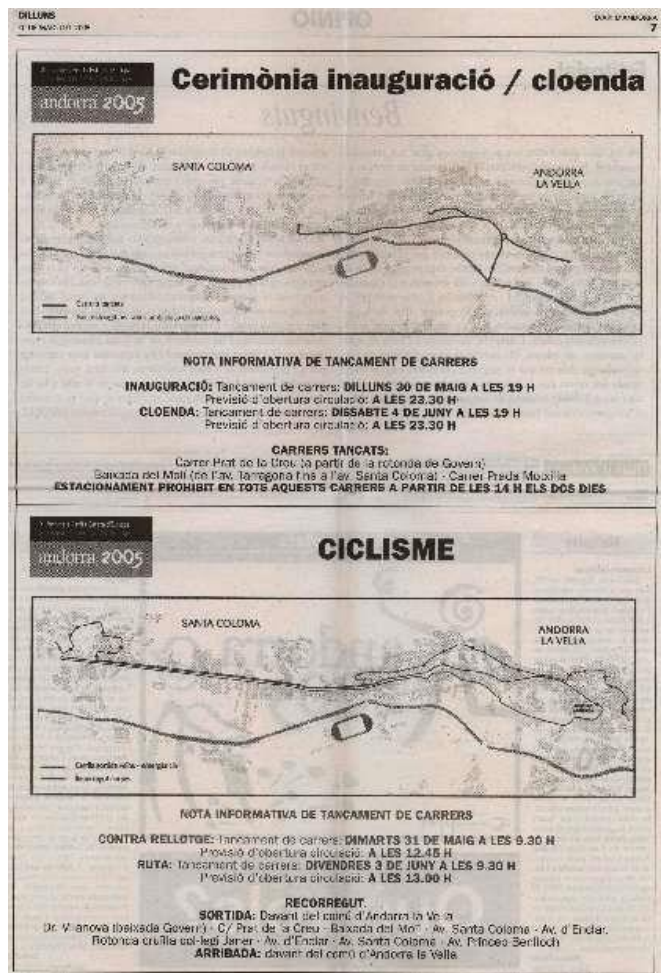 DILLUNS
DIARI D'ANDORRA
7
Cerimònia inauguració / cloenda
andorra 2005
SANTA COLOMA
ANDORRA
LA VELLA
NOTA INFORMATIVA DE TANCAMENT DE CARRERS
INAUGURACIÓ: Tancament de carrers: DILLUNS 30 DE MAIG A LES 19 H
Previsió d'obertura circulació: A LES 23.30 H
CLOENDA: Tancament de carrers: DISSABTE 4 DE JUNY A LES 19 H
Previsió d'obertura circulació: A LES 23.30 H
CARRERS TANCATS:
Carrer Prat de la Creu (a partir de la rotonda de Govern)
Baixada del Molí (de l'av. Tarragona fins a l'av. Santa Coloma) - Carrer Prada Motxilla
ESTACIONAMENT PROHIBIT EN TOTS AQUESTS CARRERS A PARTIR DE LES 14 H ELS DOS DIES
andorra 2005
CICLISME
SANTA COLOMA
ANDORRA
LA VELLA
NOTA INFORMATIVA DE TANCAMENT DE CARRERS
CONTRA RELLOTGE: Tancament de carrers: DIMARTS 31 DE MAIG A LES 9.30 H
Previsió d'obertura circulació: A LES 12.45 H
RUTA: Tancament de carrers: DIVENDRES 3 DE JUNY A LES 9.30 H
Previsió d'obertura circulació: A LES 13.00 H
RECORREGUT.
SORTIDA: Davant del comú d'Andorra la Vella
Dr. Vilanova (baixada Govern) - C/ Prat de la Creu - Baixada del Molí - Av. Santa Coloma - Av. d'Enclar.
Rotonda cruïlla col·legi Janer - Av. d'Enclar - Av. Santa Coloma - Av. Príncep Benlloch
ARRIBADA: davant del comú d'Andorra la Vella